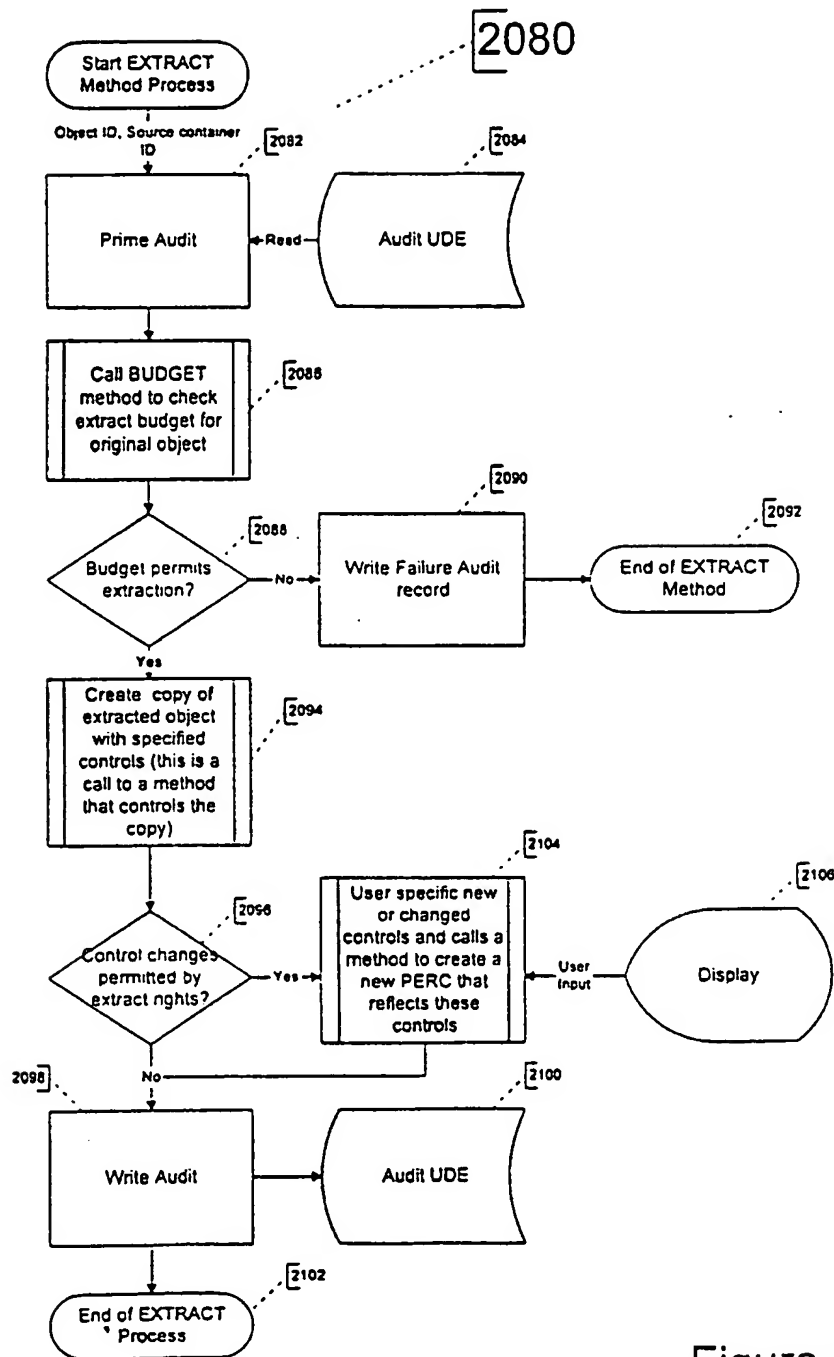 2080
Start EXTRACT
Method Process
Object ID, Source container
ID
2082
2084
Prime Audit
Read
Audit UDE
Call BUDGET
method to check
extract budget for
original object
2086
2090
2092
2088
Budget permits
extraction?
No
Write Failure Audit
record
End of EXTRACT
Method
Yes
Create copy of
extracted object
with specified
controls (this is a
call to a method
that controls the
copy)
2094
2104
2106
2096
Control changes
permitted by
extract rights?
Yes
User specific new
or changed
controls and calls a
method to create a
new PERC that
reflects these
controls
User
Input
Display
No
2098
2100
Write Audit
Audit UDE
2102
End of EXTRACT
Process